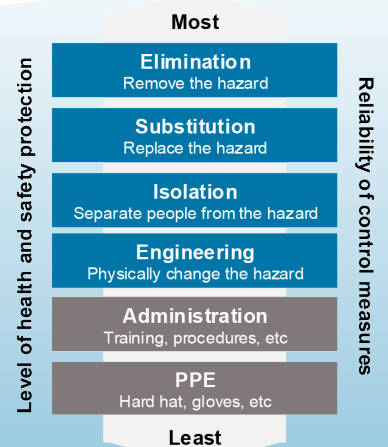 Most
Level of health and safety protection
Elimination
Remove the hazard
Substitution
Replace the hazard
Isolation
Separate people from the hazard
Engineering
Physically change the hazard
Administration
Training, procedures, etc
PPE
Hard hat, gloves, etc
Reliability of control measures
Least